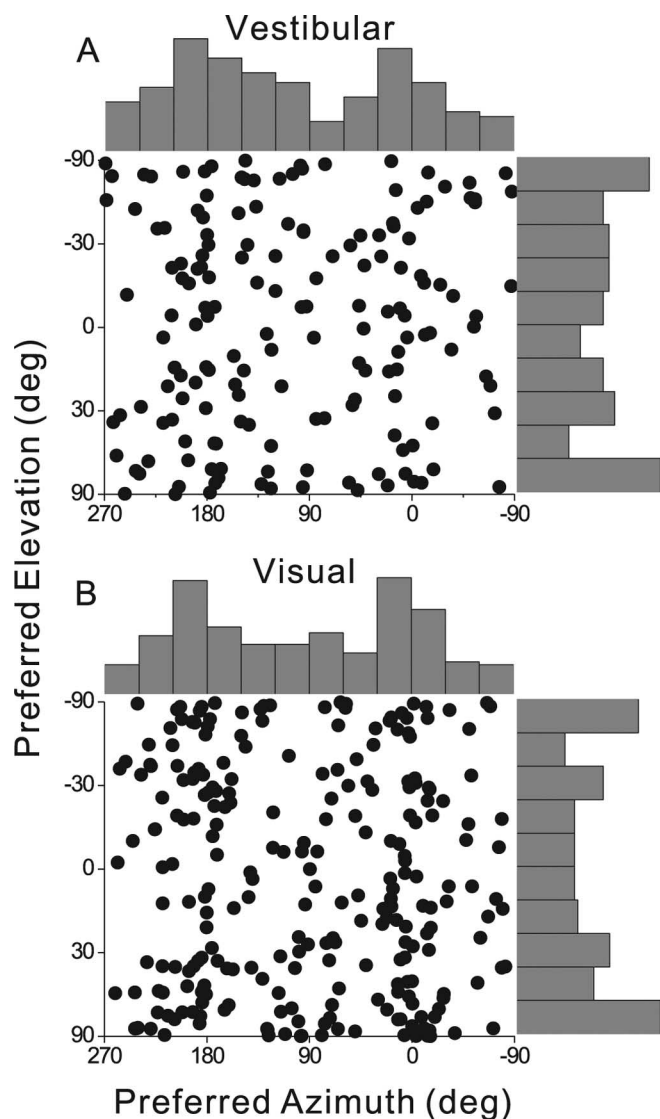 Vestibular
A
-90
-30
0
30
90
270 180 90 0 -90
Visual
B
-90
-30
0
30
90
270 180 90 0 -90
Preferred Elevation (deg)
Preferred Azimuth (deg)